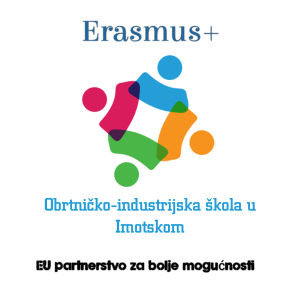 Erasmus+
Obrtničko-industrijska škola u
Imotskom
EU partnerstvo za bolje mogućnosti